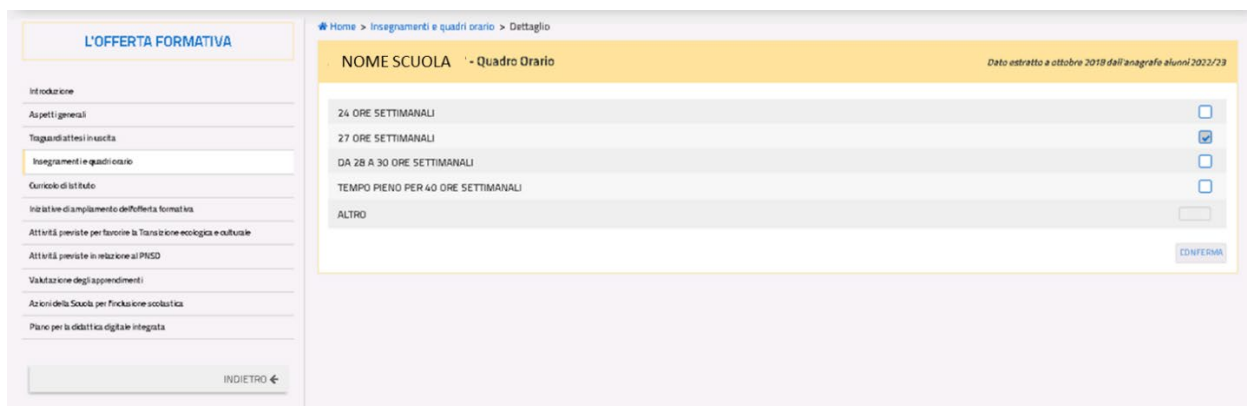 L'OFFERTA FORMATIVA
Introduzione
Aspetti generali
Traguardi attesi in uscita
Insegnamenti e quadri orario
Curricolo di Istituto
Iniziative di ampliamento dell'offerta formativa
Attività previste per favorire la Transizione ecologica e culturale
Attività previste in relazione al PNSD
Valutazione degli apprendimenti
Azioni della Scuola per l'inclusione scolastica
Piano per la didattica digitale integrata
INDIETRO
Home > Insegnamenti e quadri orario > Dettaglio
NOME SCUOLA ' - Quadro Orario
Dato estratto a ottobre 2018 dall'anagrafe alunni 2022/23
24 ORE SETTIMANALI
27 ORE SETTIMANALI
DA 28 A 30 ORE SETTIMANALI
TEMPO PIENO PER 40 ORE SETTIMANALI
ALTRO
CONFERMA